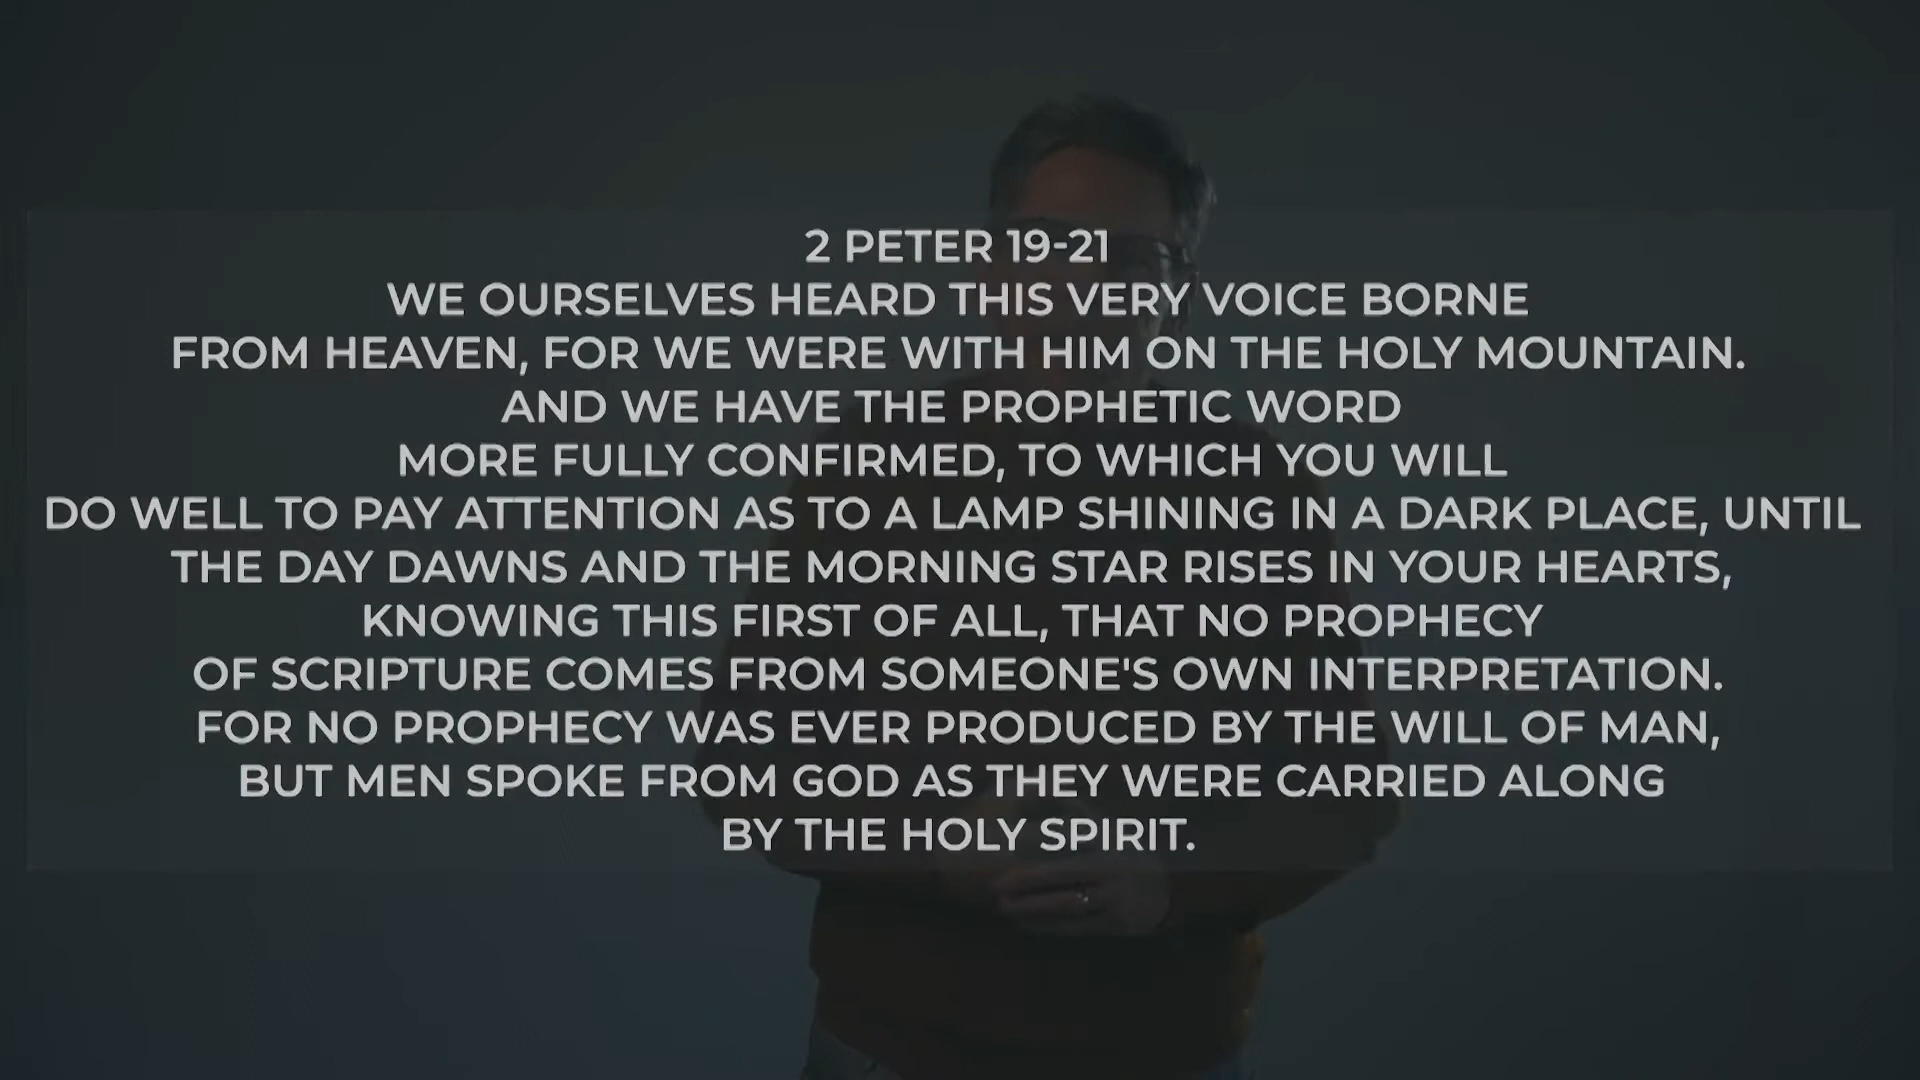 2 PETER 19-21
WE OURSELVES HEARD THIS VERY VOICE BORNE
FROM HEAVEN, FOR WE WERE WITH HIM ON THE HOLY MOUNTAIN.
AND WE HAVE THE PROPHETIC WORD
MORE FULLY CONFIRMED, TO WHICH YOU WILL
DO WELL TO PAY ATTENTION AS TO A LAMP SHINING IN A DARK PLACE, UNTIL
THE DAY DAWNS AND THE MORNING STAR RISES IN YOUR HEARTS,
KNOWING THIS FIRST OF ALL, THAT NO PROPHECY
OF SCRIPTURE COMES FROM SOMEONE'S OWN INTERPRETATION.
FOR NO PROPHECY WAS EVER PRODUCED BY THE WILL OF MAN,
BUT MEN SPOKE FROM GOD AS THEY WERE CARRIED ALONG
BY THE HOLY SPIRIT.